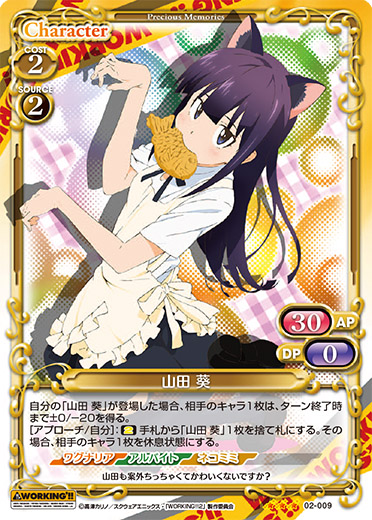 Precious Memories
Character
COST
2
SOURCE
2
WORKING!!
30 AP
DP 0
山田 葵
自分の「山田 葵」が登場した場合、相手のキャラ1枚は、ターン終了時
まで±0/−20を得る。
[アプローチ/自分]: 手札から「山田 葵」1枚を捨て札にする。その
場合、相手のキャラ1枚を休息状態にする。
ワグナリア アルバイト ネコミミ
山田も案外ちっちゃくてかわいくないですか?
WORKING'!!
©高津カリノ/スクウェアエニックス・「WORKING'!!2」製作委員会
02-009